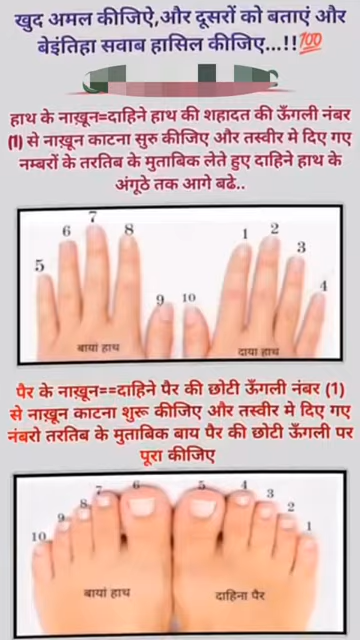 खुद अमल कीजिऐ,और दूसरों को बताएं और
बेइंतिहा सवाब हासिल कीजिए...!!💯
हाथ के नाख़ून=दाहिने हाथ की शहादत की ऊँगली नंबर
(1) से नाख़ून काटना सुरु कीजिए और तस्वीर मे दिए गए
नम्बरों के तरतिब के मुताबिक लेते हुए दाहिने हाथ के
अंगूठे तक आगे बढे..
5 6 7 8 9 10 1 2 3 4
बायां हाथ दाया हाथ
पैर के नाख़ून==दाहिने पैर की छोटी ऊँगली नंबर (1)
से नाख़ून काटना शुरू कीजिए और तस्वीर मे दिए गए
नंबरो तरतिब के मुताबिक बाय पैर की छोटी ऊँगली पर
पूरा कीजिए
10 9 8 7 6 5 4 3 2 1
बायां हाथ दाहिना पैर